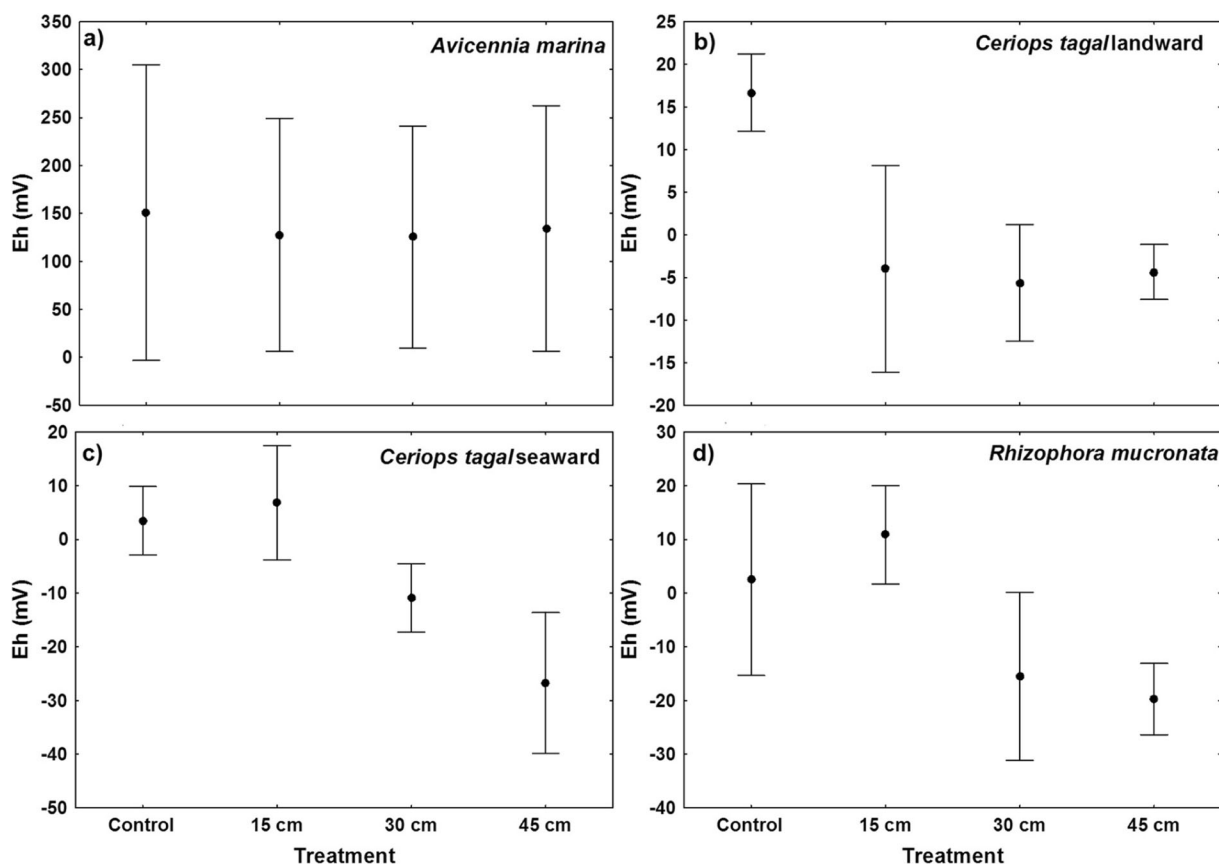 a)
Avicennia marina
350
300
250
200
150
100
50
0
-50
Eh (mV)
b)
Ceriops tagal landward
25
20
15
10
5
0
-5
-10
-15
-20
Eh (mV)
c)
Ceriops tagal seaward
20
10
0
-10
-20
-30
-40
-50
Eh (mV)
Control 15 cm 30 cm 45 cm
Treatment
d)
Rhizophora mucronata
30
20
10
0
-10
-20
-30
-40
Eh (mV)
Control 15 cm 30 cm 45 cm
Treatment